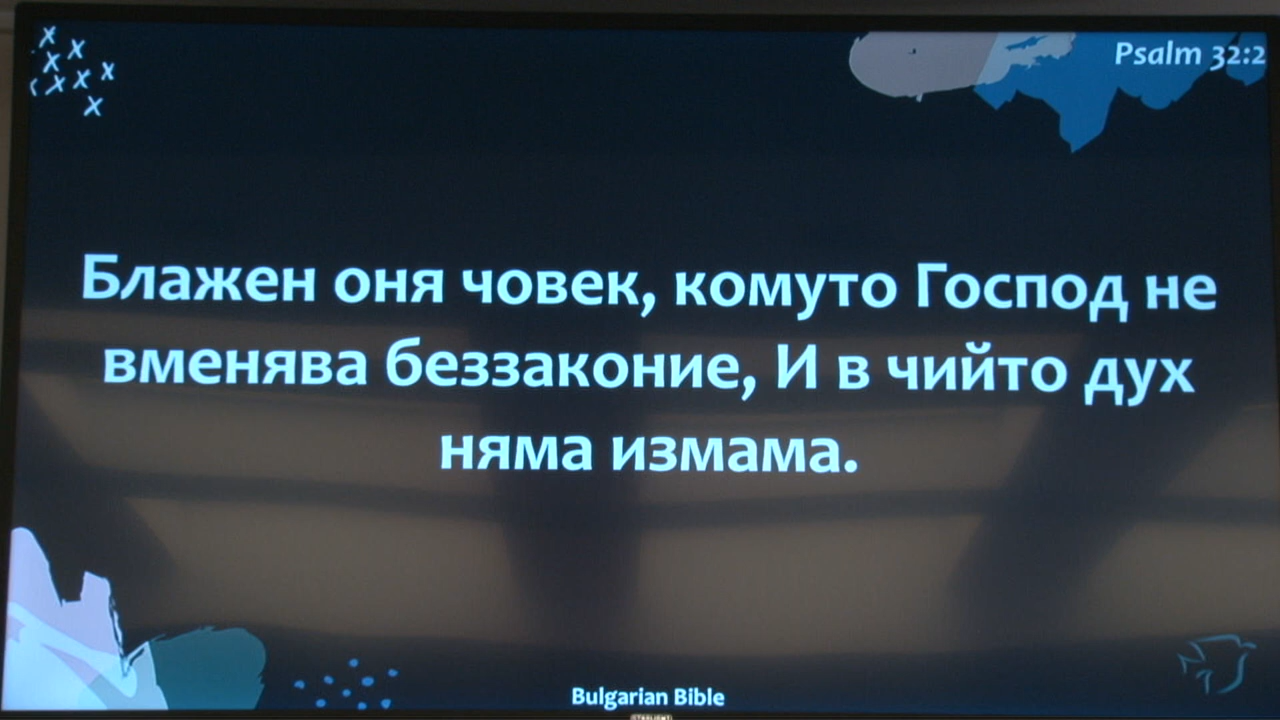 Psalm 32:2
Блажен оня човек, комуто Господ не
вменява беззаконие, И в чийто дух
няма измама.
Bulgarian Bible